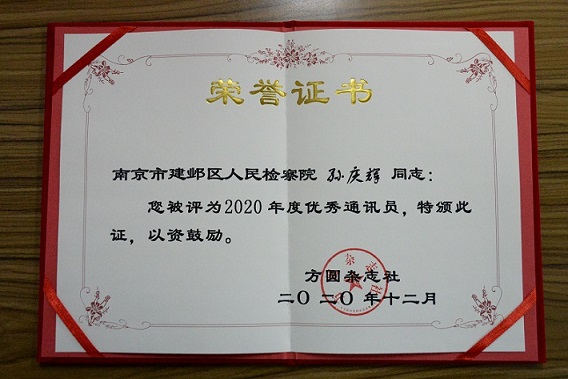 荣誉证书
南京市建邺区人民检察院 孙庆辉 同志：
您被评为2020年度优秀通讯员，特颁此
证，以资鼓励。
方圆杂志社
二〇二〇年十二月